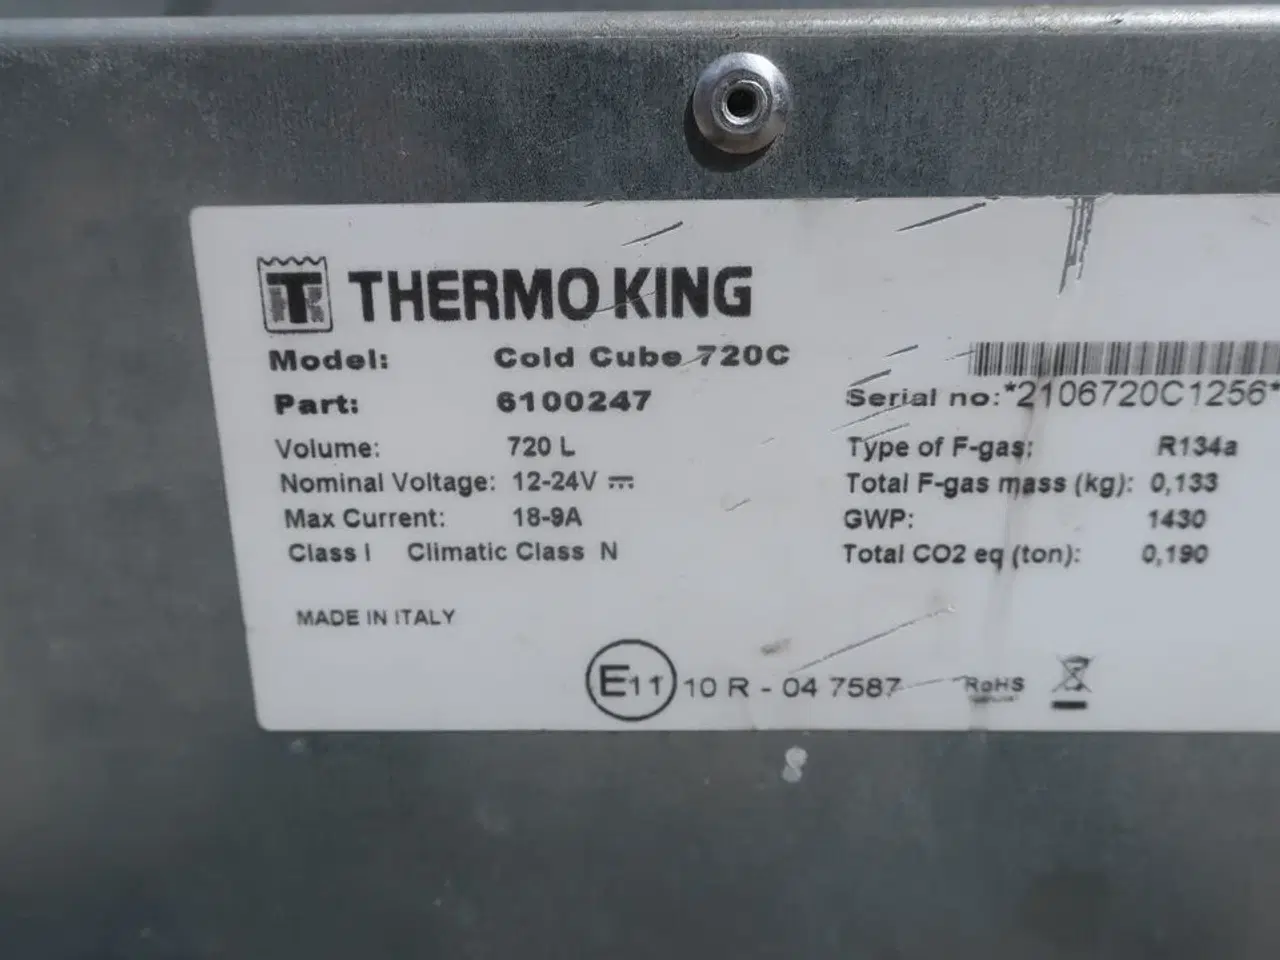 THERMO KING
Model: Cold Cube 720C
Part: 6100247
Serial no: *2106720C1256*
Volume: 720 L
Type of F-gas: R134a
Nominal Voltage: 12-24V
Total F-gas mass (kg): 0,133
Max Current: 18-9A
GWP: 1430
Class I Climatic Class N
Total CO2 eq (ton): 0,190
MADE IN ITALY
E11 10 R - 04 7587 RoHS